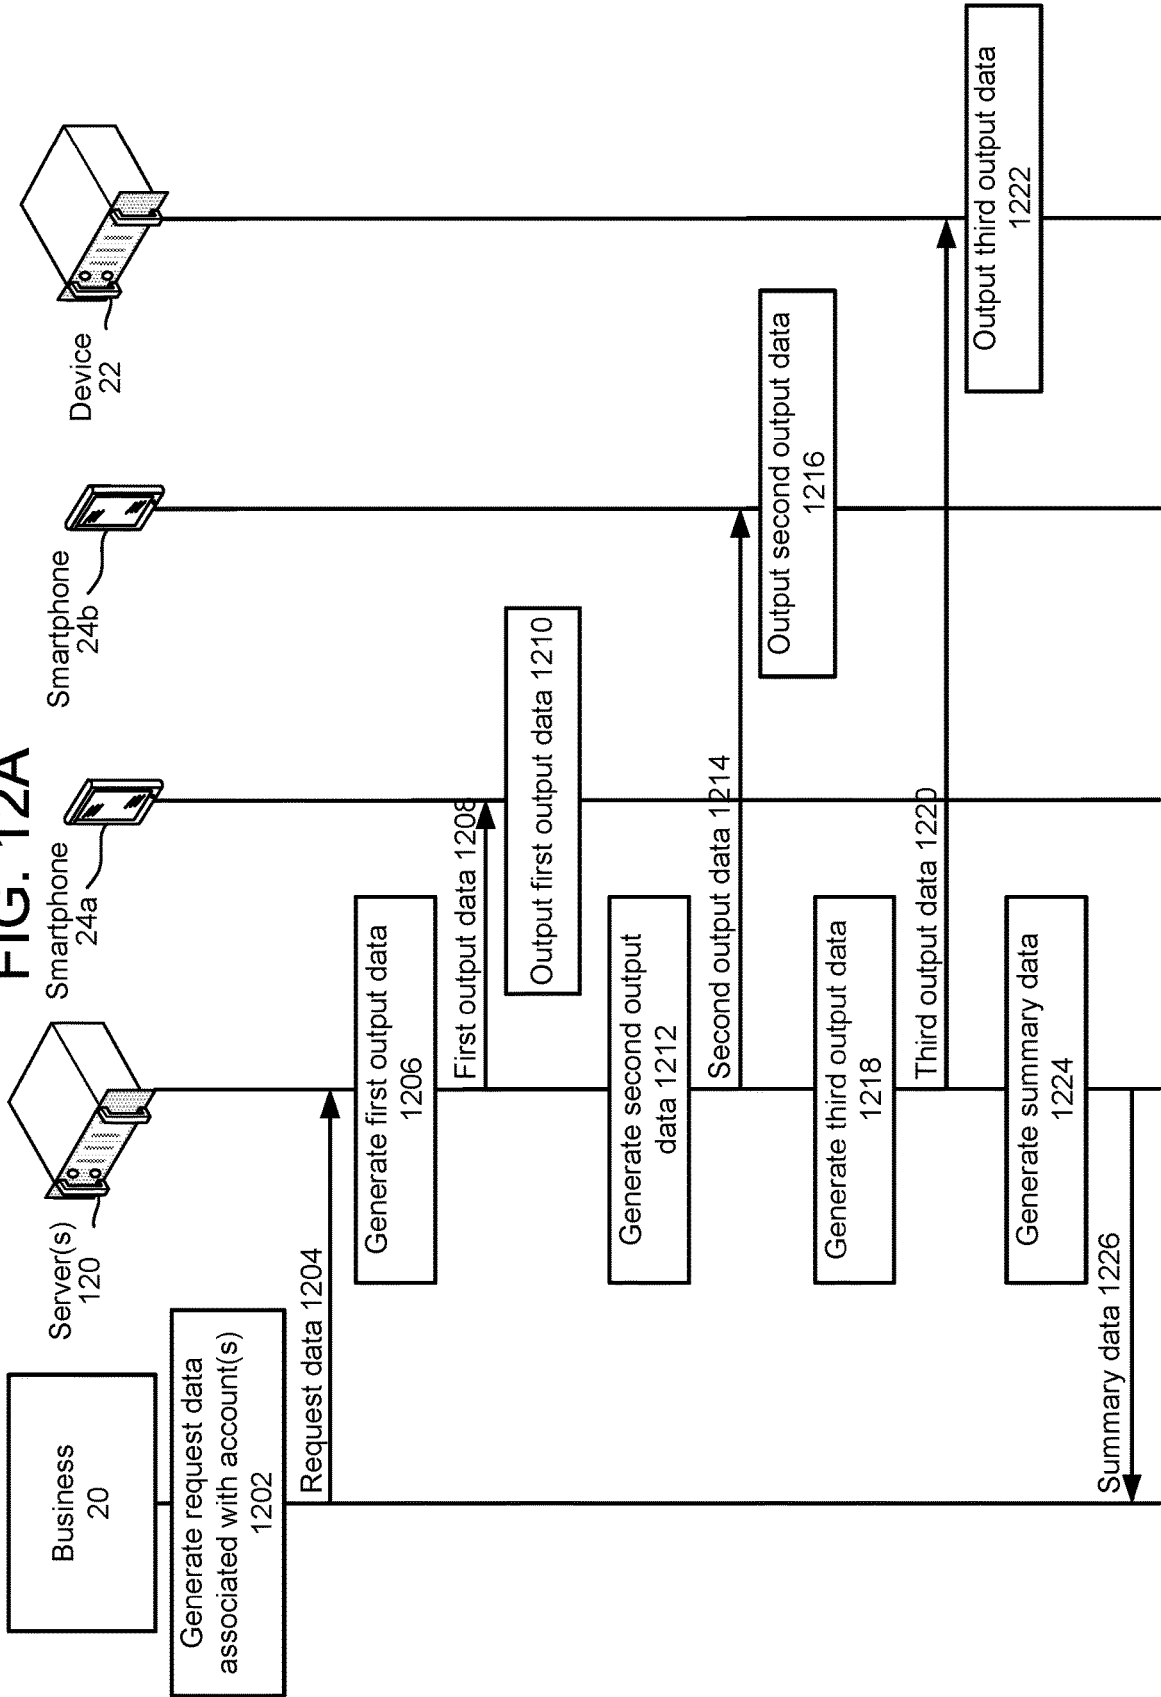 FIG. 12A
Business
20
Server(s)
120
Smartphone
24a
Smartphone
24b
Device
22
Generate request data
associated with account(s)
1202
Request data 1204
Generate first output data
1206
First output data 1208
Output first output data 1210
Generate second output
data 1212
Second output data 1214
Output second output data
1216
Generate third output data
1218
Third output data 1220
Output third output data
1222
Generate summary data
1224
Summary data 1226